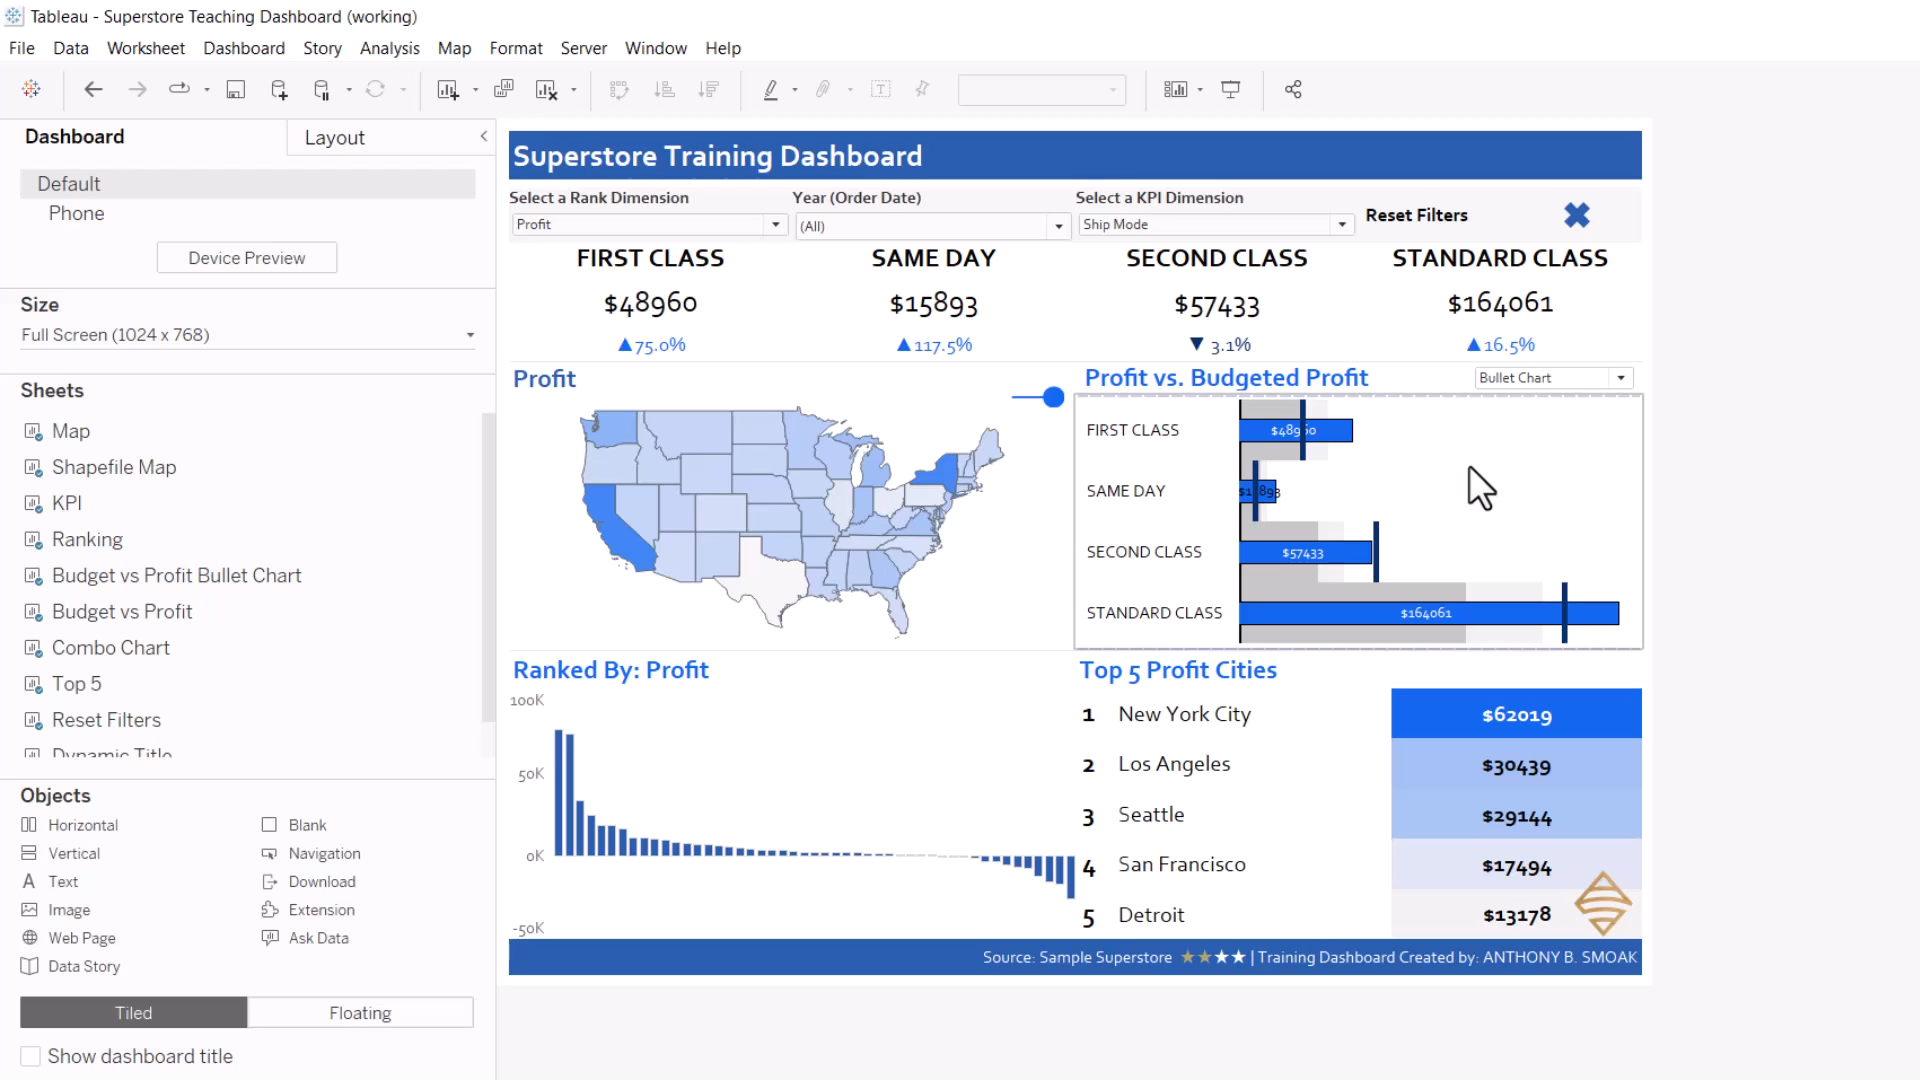 Tableau - Superstore Teaching Dashboard (working)
File Data Worksheet Dashboard Story Analysis Map Format Server Window Help
Dashboard
Layout
Default
Phone
Device Preview
Size
Full Screen (1024 x 768)
Sheets
Map
Shapefile Map
KPI
Ranking
Budget vs Profit Bullet Chart
Budget vs Profit
Combo Chart
Top 5
Reset Filters
Dynamic Title
Objects
Horizontal
Blank
Vertical
Navigation
Text
Download
Image
Extension
Web Page
Ask Data
Data Story
Tiled
Floating
Show dashboard title
Superstore Training Dashboard
Select a Rank Dimension
Profit
Year (Order Date)
(All)
Select a KPI Dimension
Ship Mode
Reset Filters
FIRST CLASS
$48960
▲75.0%
SAME DAY
$15893
▲117.5%
SECOND CLASS
$57433
▼ 3.1%
STANDARD CLASS
$164061
▲16.5%
Profit
Profit vs. Budgeted Profit
Bullet Chart
FIRST CLASS
$48960
SAME DAY
$15893
SECOND CLASS
$57433
STANDARD CLASS
$164061
Ranked By: Profit
100K
50K
0K
-50K
Top 5 Profit Cities
1 New York City $62019
2 Los Angeles $30439
3 Seattle $29144
4 San Francisco $17494
5 Detroit $13178
Source: Sample Superstore ★★★★ | Training Dashboard Created by: ANTHONY B. SMOAK